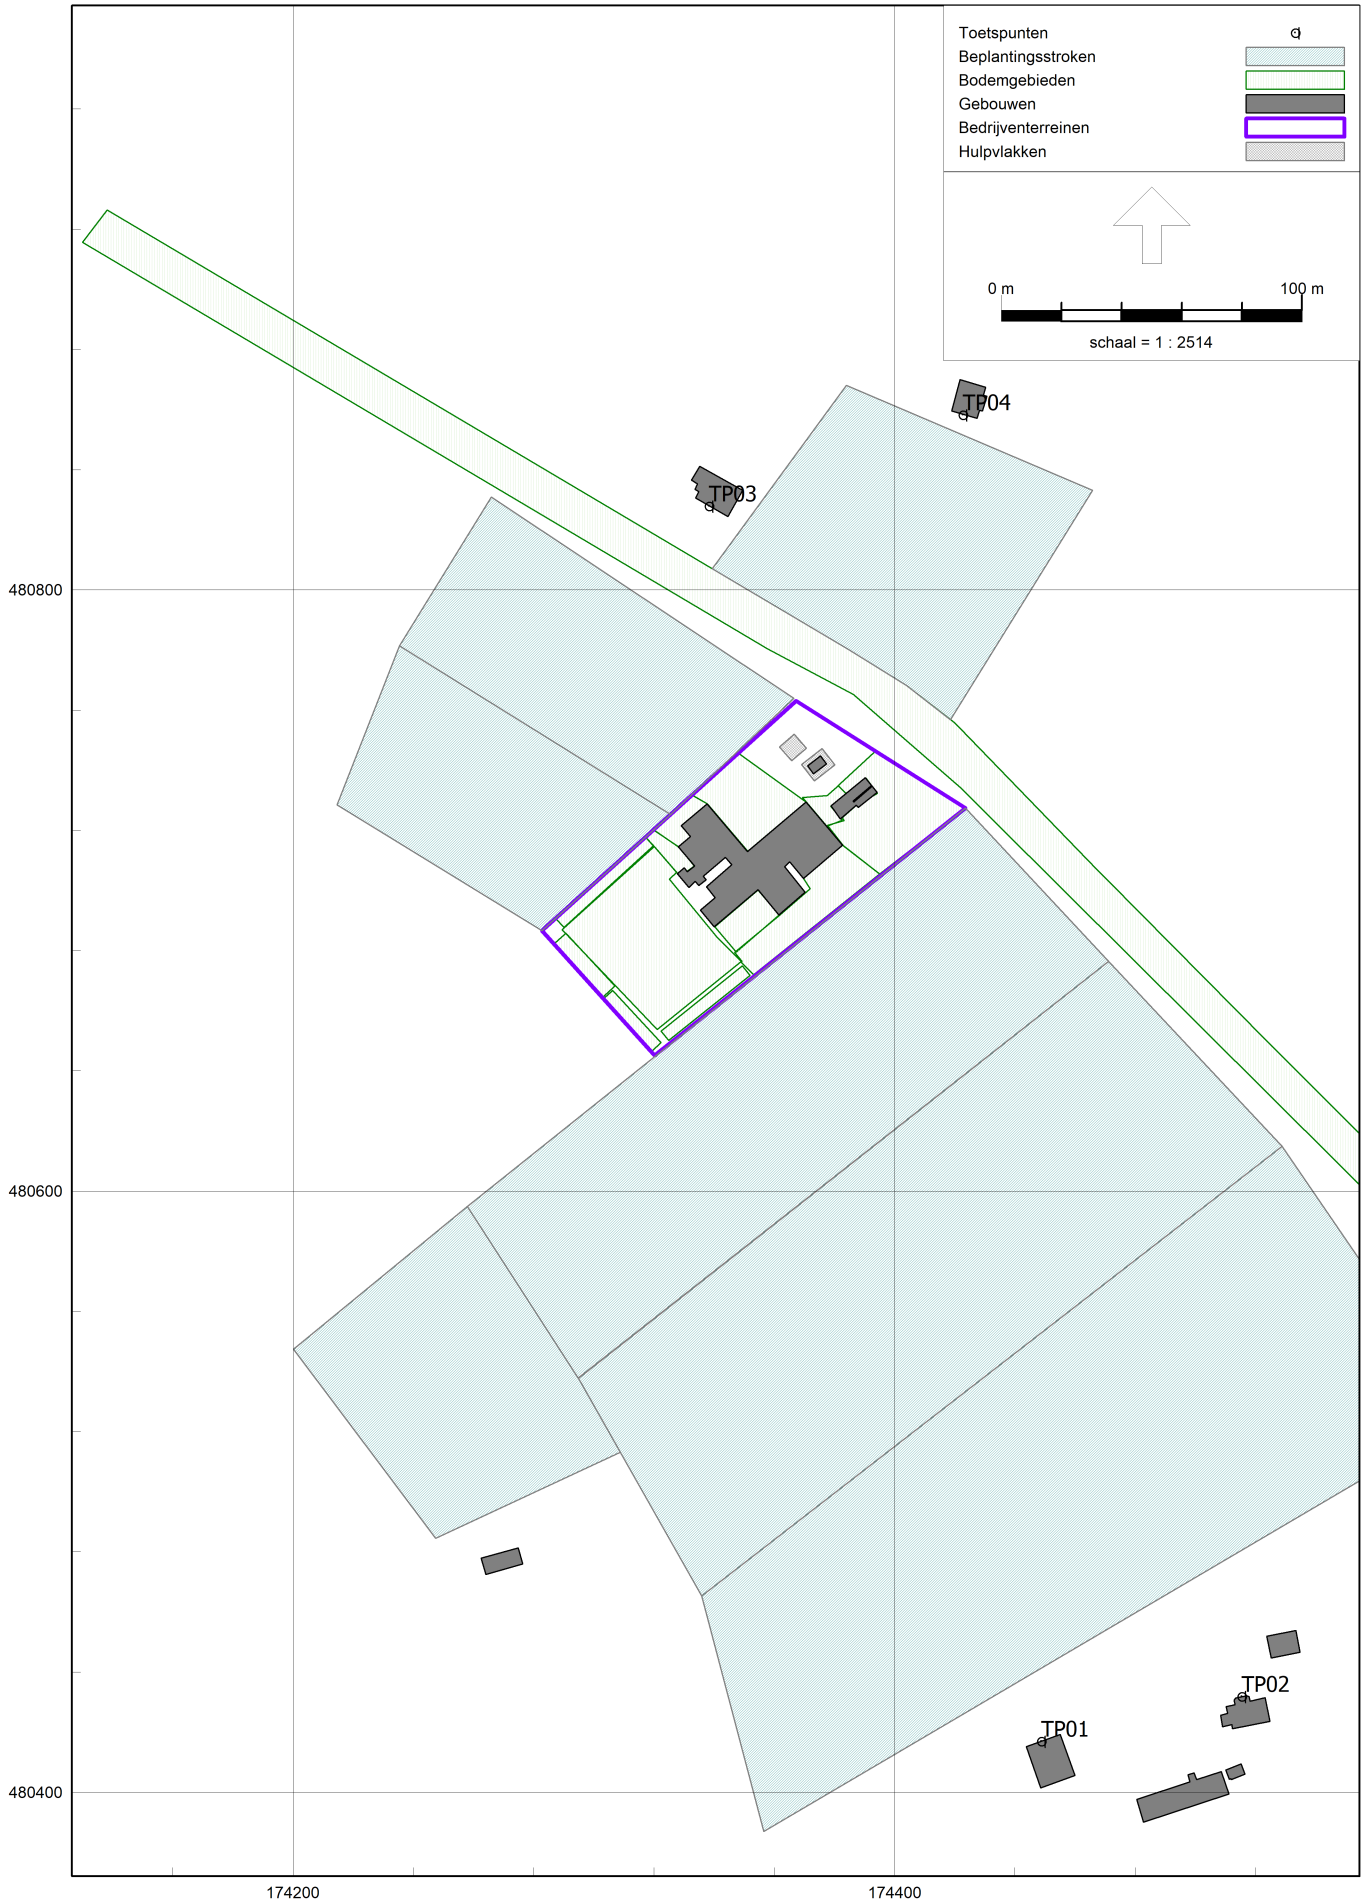 Toetspunten
Beplantingsstroken
Bodemgebieden
Gebouwen
Bedrijventerreinen
Hulpvlakken
0 m 100 m
schaal = 1 : 2514
TP04
TP03
480800
480600
TP02
TP01
480400
174200 174400